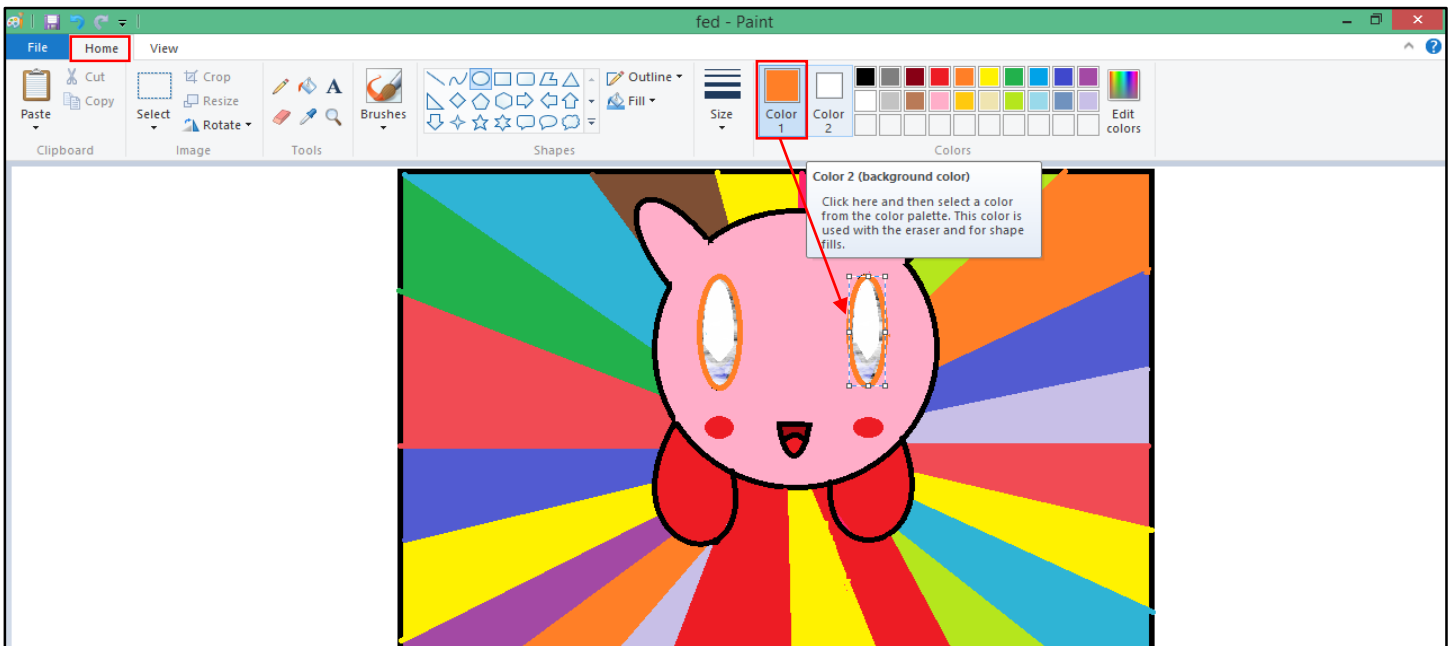 fed - Paint
File Home View
Paste
Cut
Copy
Clipboard
Select
Crop
Resize
Rotate
Image
A
Tools
Brushes
Outline
Fill
Shapes
Size
Color
1
Color
2
Edit
colors
Colors
Color 2 (background color)
Click here and then select a color
from the color palette. This color is
used with the eraser and for shape
fills.